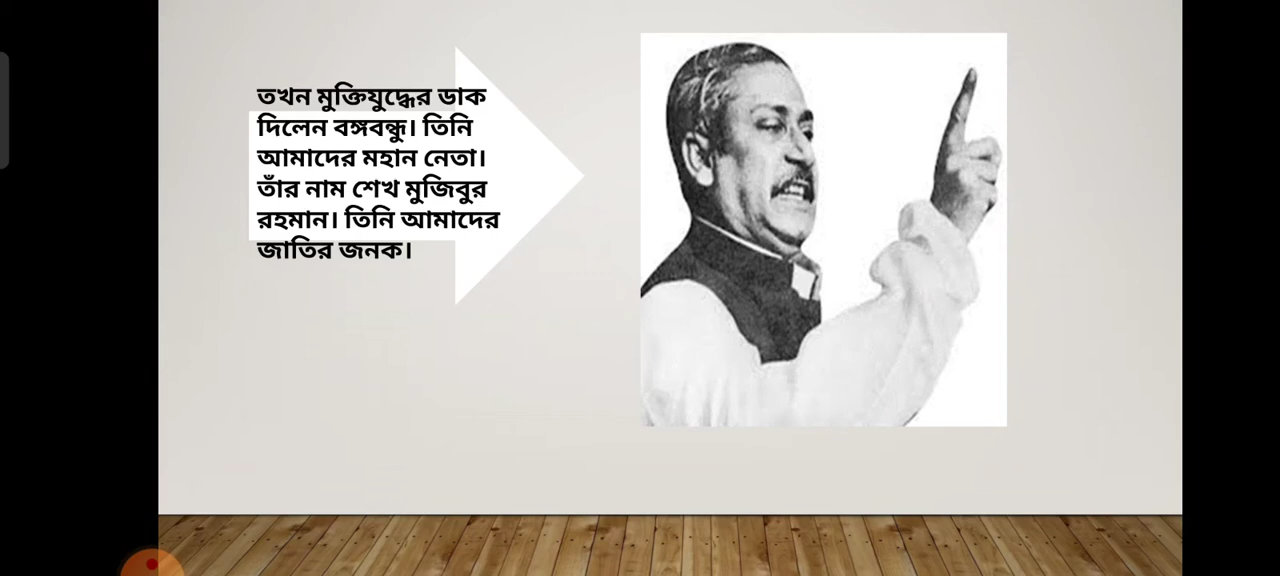 তখন মুক্তিযুদ্ধের ডাক
দিলেন বঙ্গবন্ধু। তিনি
আমাদের মহান নেতা।
তাঁর নাম শেখ মুজিবুর
রহমান। তিনি আমাদের
জাতির জনক।